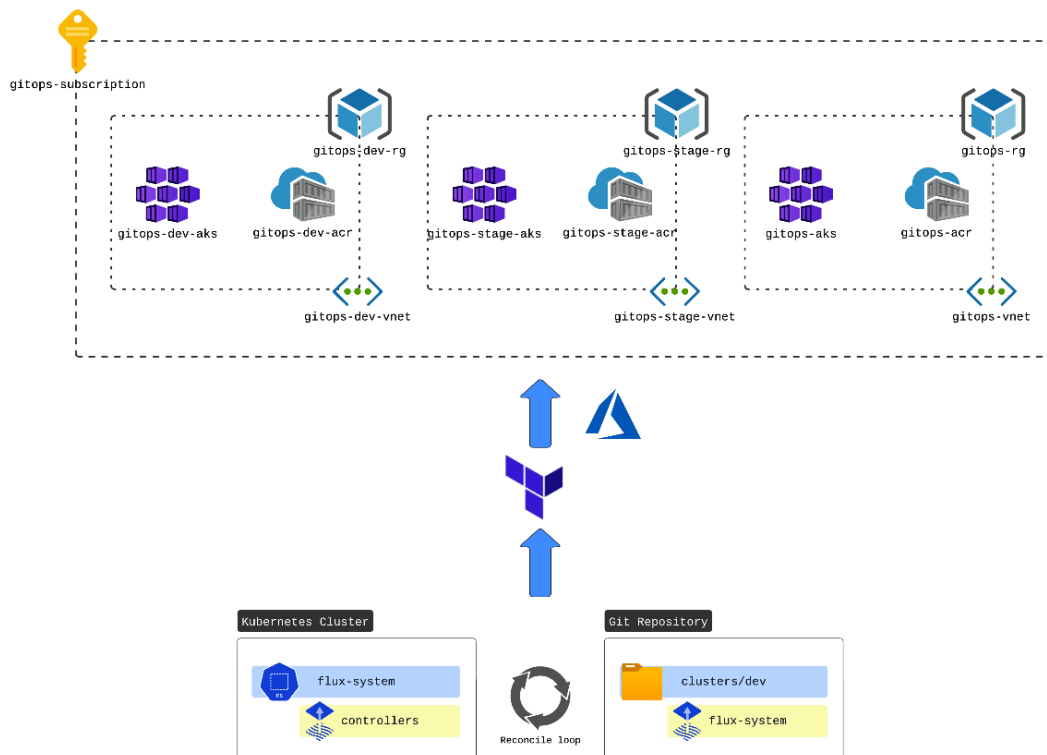 gitops-subscription
gitops-dev-rg
gitops-stage-rg
gitops-rg
gitops-dev-aks
gitops-dev-acr
gitops-stage-aks
gitops-stage-acr
gitops-aks
gitops-acr
gitops-dev-vnet
gitops-stage-vnet
gitops-vnet
Kubernetes Cluster
flux-system
ns
controllers
Reconcile loop
Git Repository
clusters/dev
flux-system